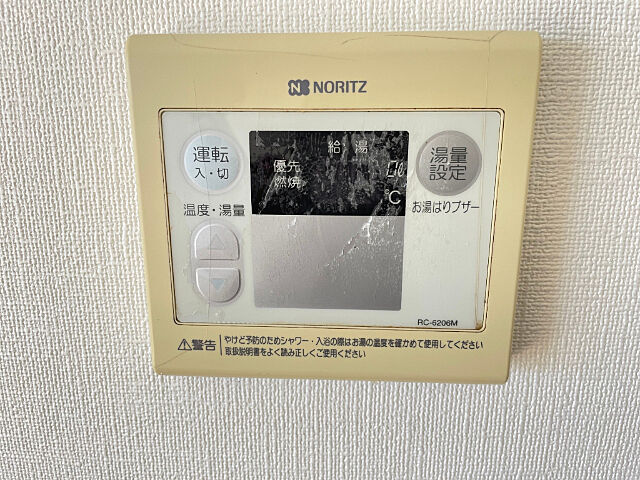 NORITZ
運転
入・切
給湯
優先
燃焼
℃
湯量
設定
お湯はりブザー
温度・湯量
RC-6206M
⚠警告
やけど予防のためシャワー・入浴の際はお湯の温度を確かめて使用してください
取扱説明書をよく読み正しくご使用ください